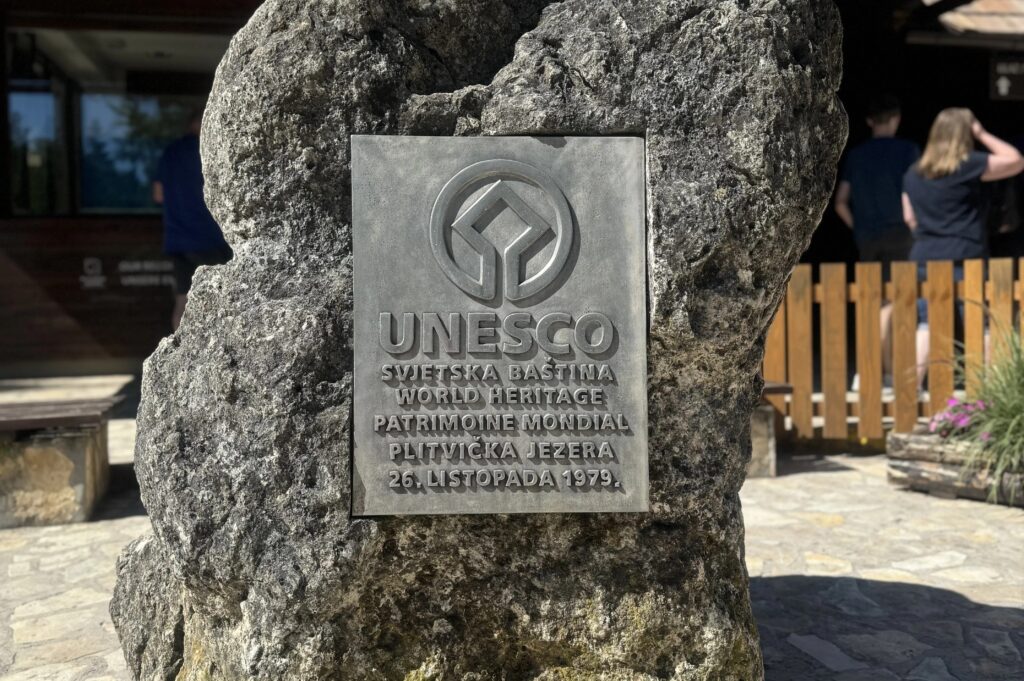 UNESCO
SVJETSKA BAŠTINA
WORLD HERITAGE
PATRIMOINE MONDIAL
PLITVIČKA JEZERA
26. LISTOPADA 1979.